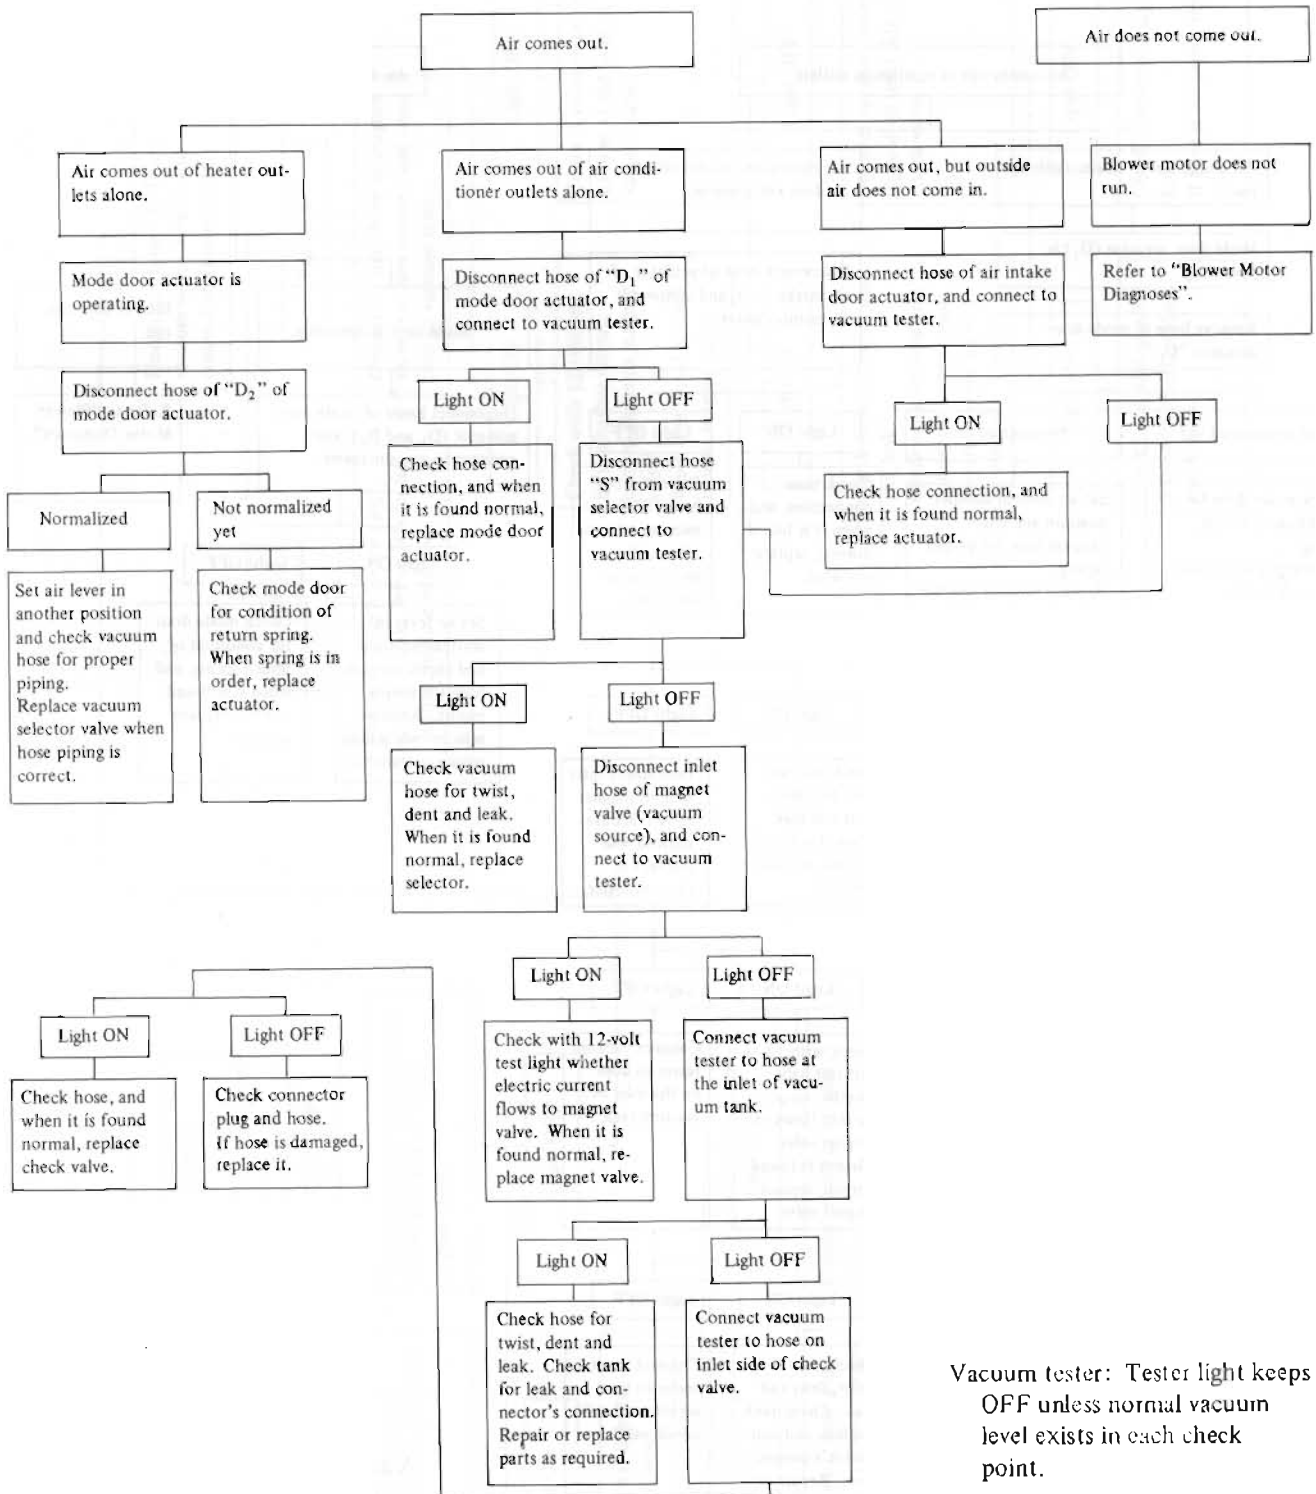 Air comes out.
Air does not come out.
Air comes out of heater out-
lets alone.
Air comes out of air condi-
tioner outlets alone.
Air comes out, but outside
air does not come in.
Blower motor does not
run.
Mode door actuator is
operating.
Disconnect hose of “D₁” of
mode door actuator, and
connect to vacuum tester.
Disconnect hose of air intake
door actuator, and connect to
vacuum tester.
Refer to “Blower Motor
Diagnoses”.
Disconnect hose of “D₂” of
mode door actuator.
Light ON
Light OFF
Light ON
Light OFF
Normalized
Not normalized
yet
Check hose con-
nection, and when
it is found normal,
replace mode door
actuator.
Disconnect hose
“S” from vacuum
selector valve and
connect to
vacuum tester.
Check hose connection, and
when it is found normal,
replace actuator.
Set air lever in
another position
and check vacuum
hose for proper
piping.
Replace vacuum
selector valve when
hose piping is
correct.
Check mode door
for condition of
return spring.
When spring is in
order, replace
actuator.
Light ON
Light OFF
Check vacuum
hose for twist,
dent and leak.
When it is found
normal, replace
selector.
Disconnect inlet
hose of magnet
valve (vacuum
source), and con-
nect to vacuum
tester.
Light ON
Light OFF
Check with 12-volt
test light whether
electric current
flows to magnet
valve. When it is
found normal, re-
place magnet valve.
Connect vacuum
tester to hose at
the inlet of vacu-
um tank.
Light ON
Light OFF
Check hose for
twist, dent and
leak. Check tank
for leak and con-
nector's connection.
Repair or replace
parts as required.
Connect vacuum
tester to hose on
inlet side of check
valve.
Light ON
Light OFF
Check hose, and
when it is found
normal, replace
check valve.
Check connector
plug and hose.
If hose is damaged,
replace it.
Vacuum tester: Tester light keeps
OFF unless normal vacuum
level exists in each check
point.